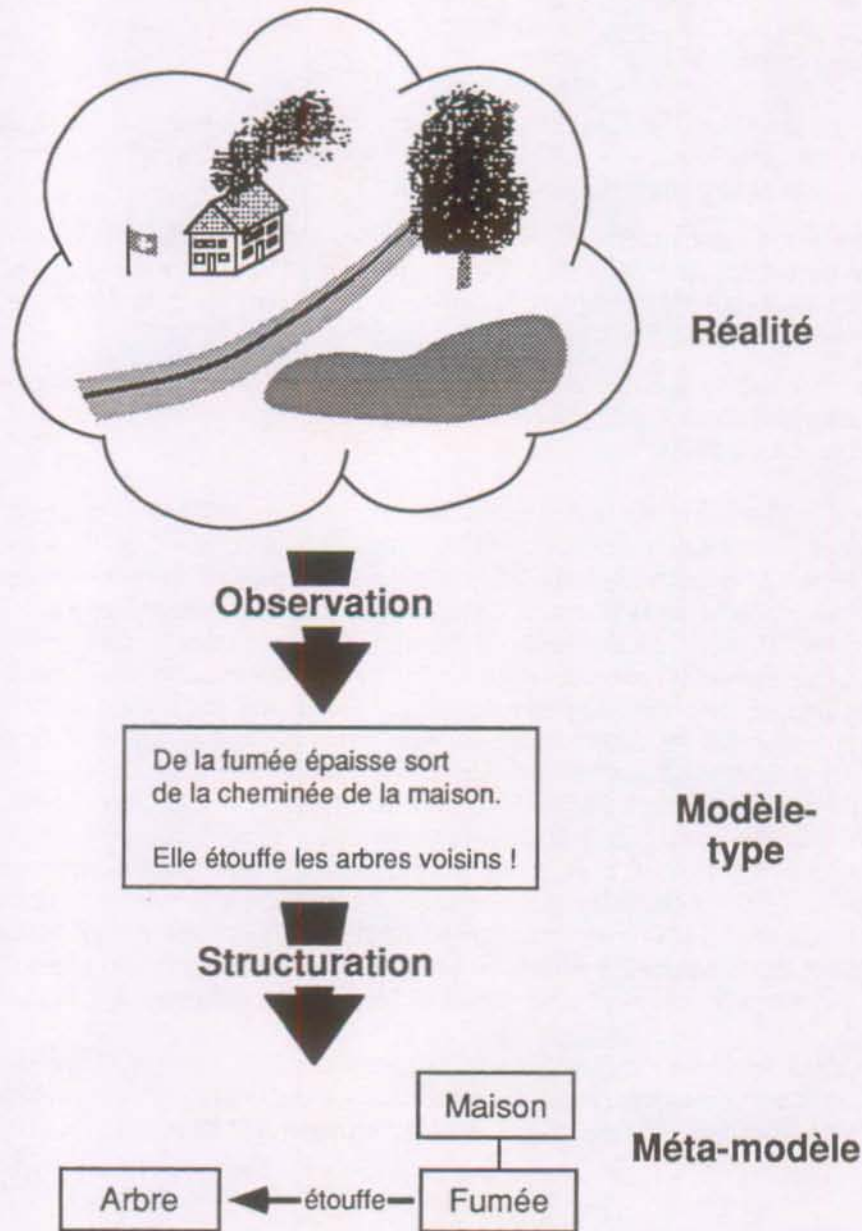 Réalité
Observation
De la fumée épaisse sort
de la cheminée de la maison.
Elle étouffe les arbres voisins !
Modèle-
type
Structuration
Maison
Méta-modèle
Arbre
étouffe
Fumée